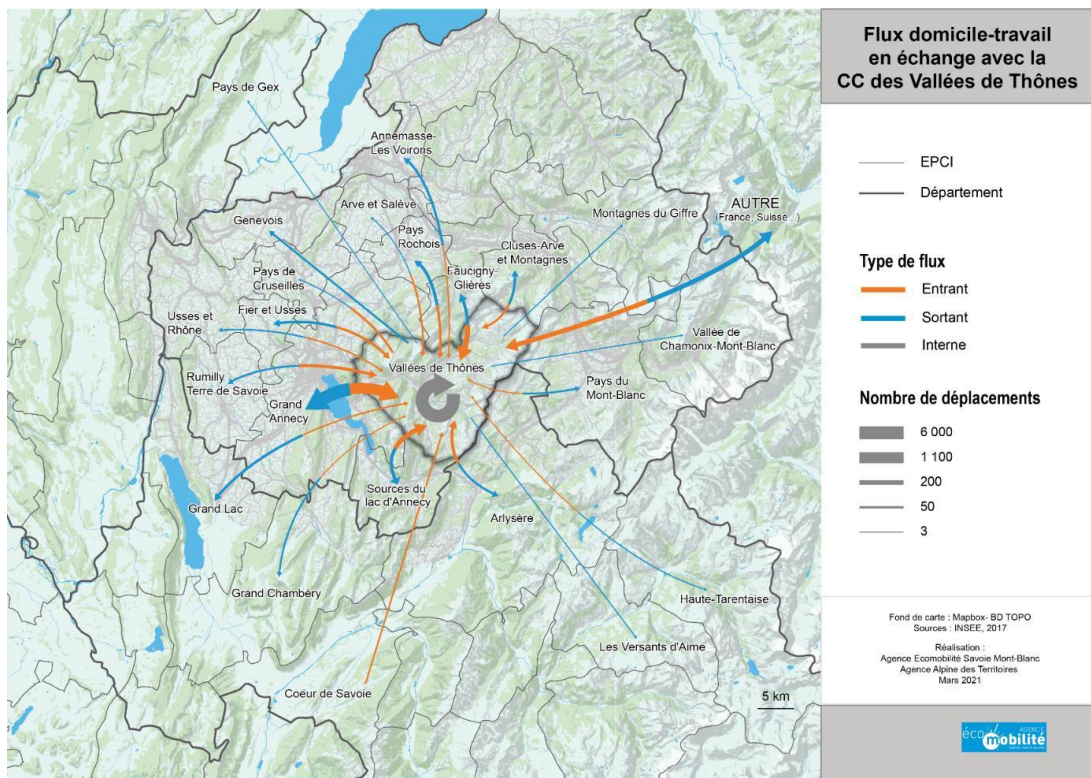 Flux domicile-travail
en échange avec la
CC des Vallées de Thônes
EPCI
Département
Type de flux
Entrant
Sortant
Interne
Nombre de déplacements
6 000
1 100
200
50
3
Fond de carte : Mapbox- BD TOPO
Sources : INSEE, 2017
Réalisation :
Agence Ecomobilité Savoie Mont-Blanc
Agence Alpine des Territoires
Mars 2021
AGENCE
éco
mobilité
Pays de Gex
Annemasse-
Les Voirons
Arve et Salève
Genevois
Pays
Rochois
Montagnes du Giffre
AUTRE
(France, Suisse...)
Cluses-Arve
et Montagnes
Faucigny-
Glières
Pays de
Cruseilles
Fier et Usses
Usses et
Rhône
Vallée de
Chamonix-Mont-Blanc
Vallées de Thônes
Rumilly
Terre de Savoie
Pays du
Mont-Blanc
Grand
Annecy
Sources du
lac d'Annecy
Grand Lac
Arlysère
Grand Chambéry
Haute-Tarentaise
Les Versants d'Aime
Coeur de Savoie
5 km